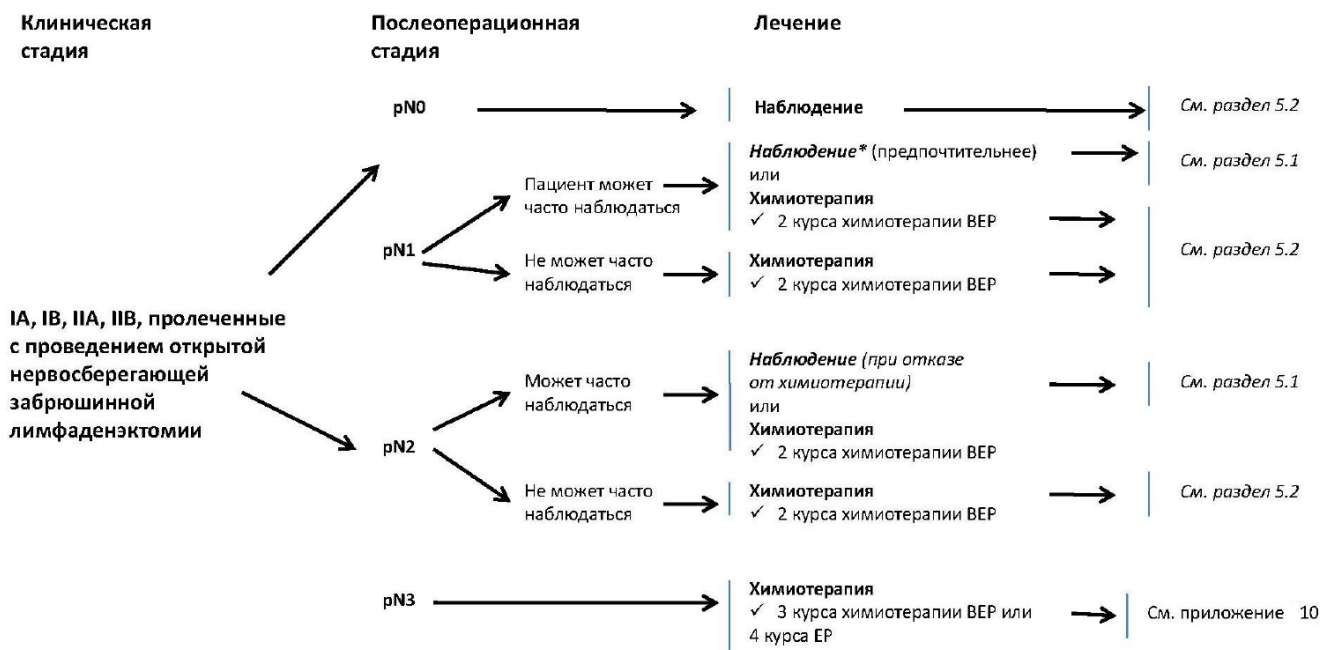 Клиническая
стадия
Послеоперационная
стадия
Лечение
pN0
Наблюдение
См. раздел 5.2
Пациент может
часто наблюдаться
Наблюдение* (предпочтительнее)
или
Химиотерапия
✓ 2 курса химиотерапии BEP
См. раздел 5.1
pN1
Не может часто
наблюдаться
Химиотерапия
✓ 2 курса химиотерапии BEP
См. раздел 5.2
IA, IB, IIA, IIB, пролеченные
с проведением открытой
нервосберегающей
забрюшинной
лимфаденэктомии
Может часто
наблюдаться
Наблюдение (при отказе
от химиотерапии)
или
Химиотерапия
✓ 2 курса химиотерапии BEP
См. раздел 5.1
pN2
Не может часто
наблюдаться
Химиотерапия
✓ 2 курса химиотерапии BEP
См. раздел 5.2
pN3
Химиотерапия
✓ 3 курса химиотерапии BEP или
4 курса EP
См. приложение 10